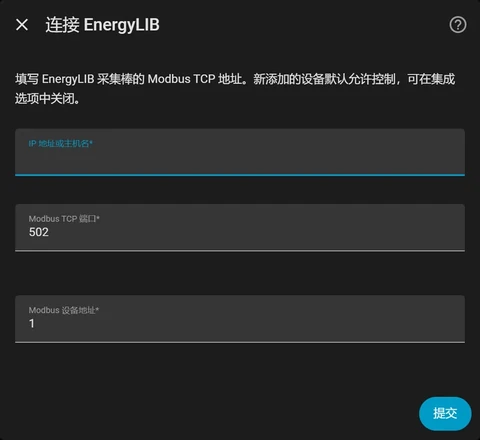 连接 EnergyLIB
填写 EnergyLIB 采集棒的 Modbus TCP 地址。新添加的设备默认允许控制，可在集成
选项中关闭。
IP 地址或主机名*
Modbus TCP 端口*
502
Modbus 设备地址*
1
提交